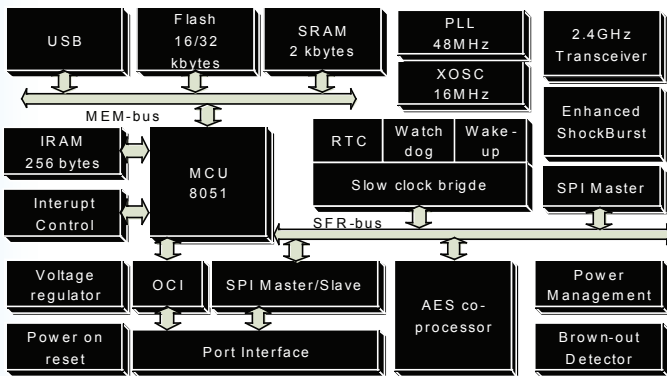 USB
Flash
16/32
kbytes
SRAM
2 kbytes
PLL
48MHz
2.4GHz
Transceiver
XOSC
16MHz
MEM-bus
Enhanced
ShockBurst
IRAM
256 bytes
MCU
8051
RTC
Watch
dog
Wake-
up
Slow clock brigde
SPI Master
Interupt
Control
SFR-bus
Voltage
regulator
OCI
SPI Master/Slave
AES co-
processor
Power
Management
Power on
reset
Port Interface
Brown-out
Detector